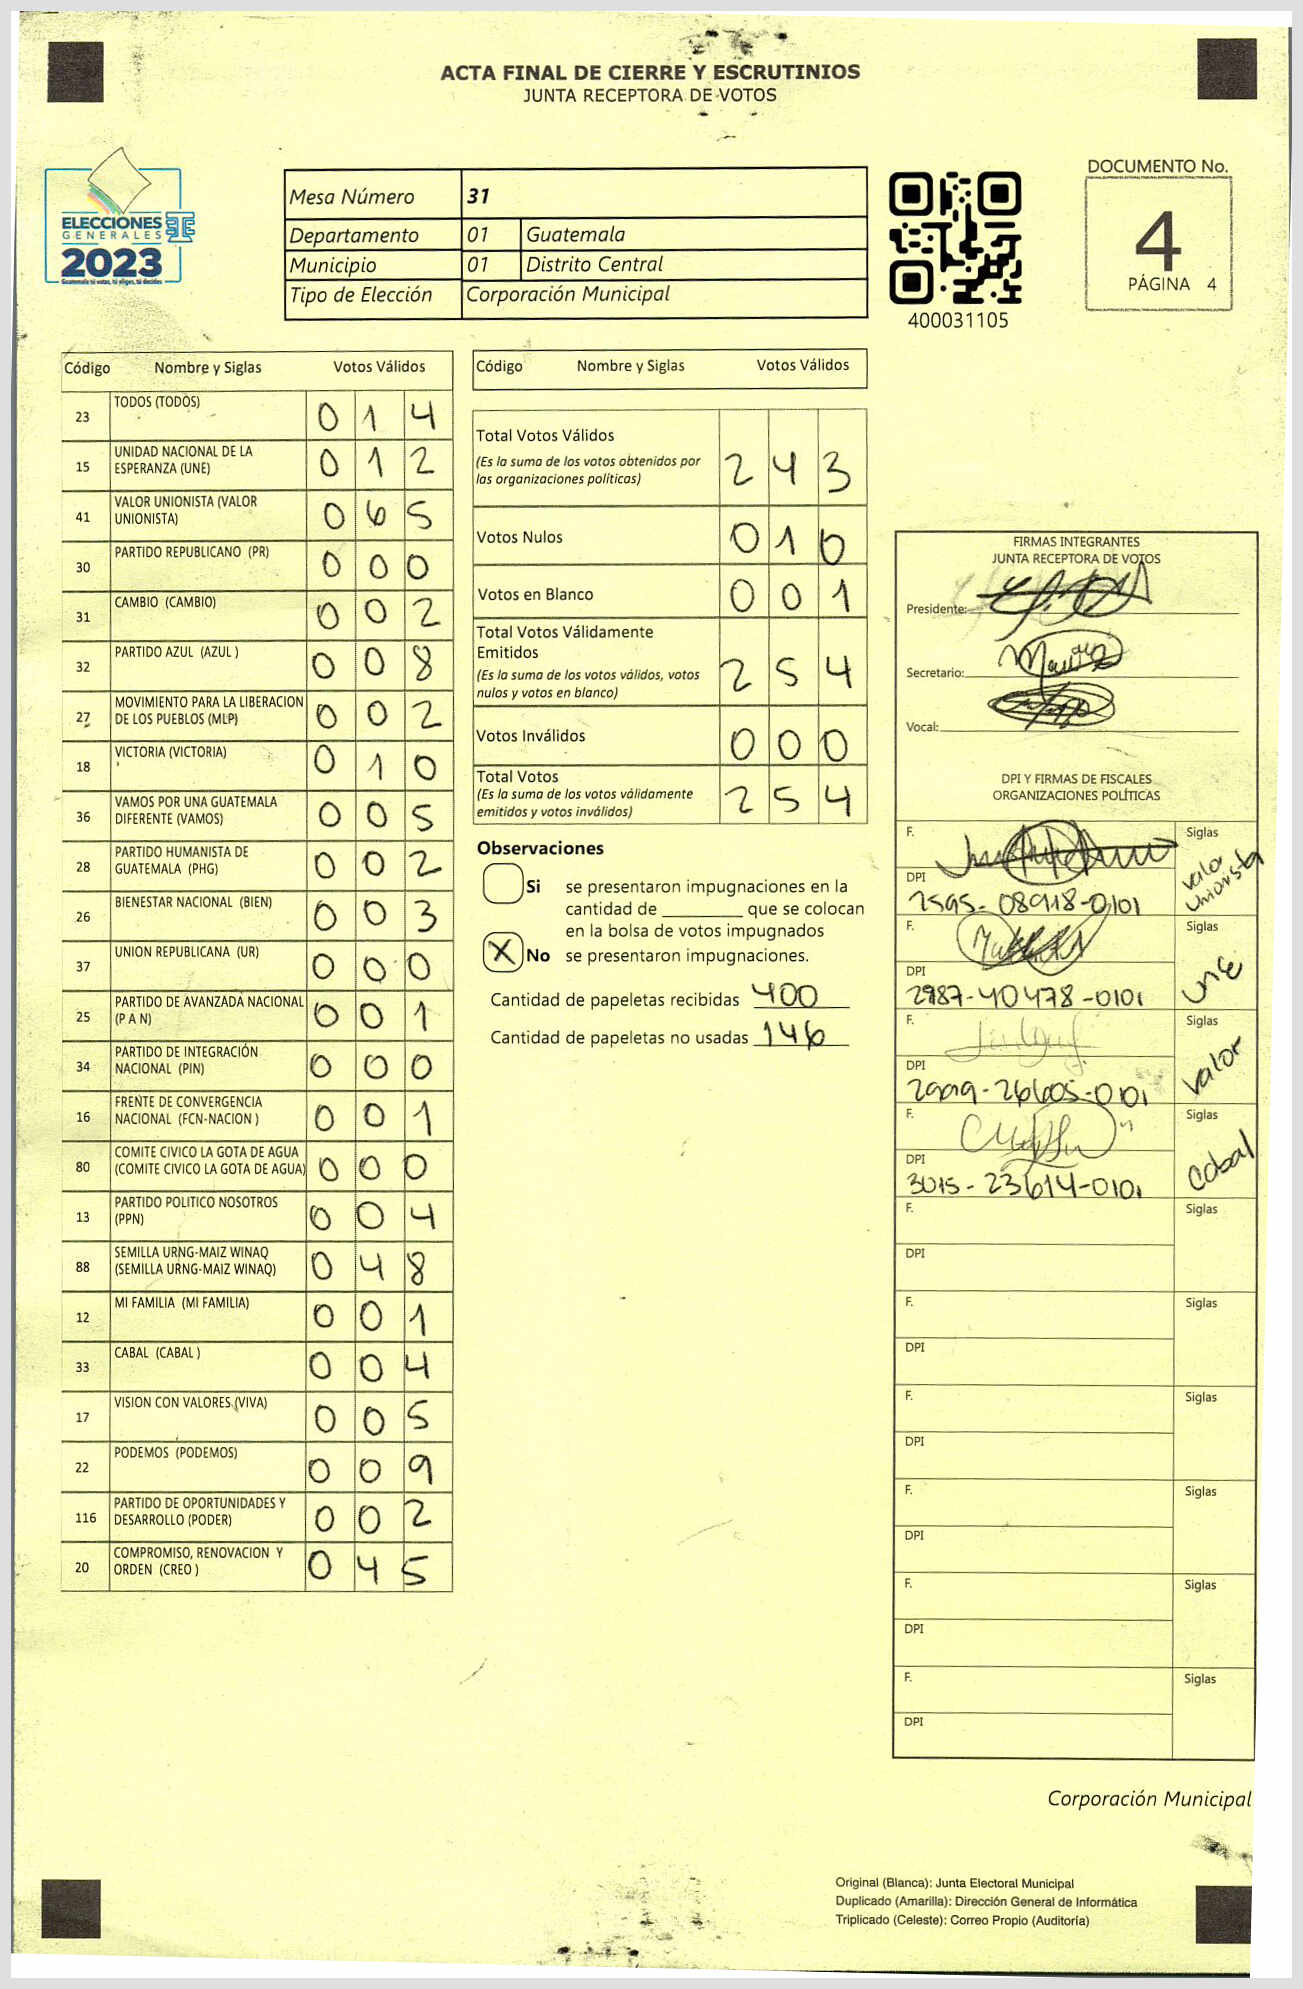 ACTA FINAL DE CIERRE Y ESCRUTINIOS
JUNTA RECEPTORA DE VOTOS
ELECCIONES
GENERALES
2023
Guatemala tú votas, tú eliges, tú decides
TSE
Mesa Número 31
Departamento 01 Guatemala
Municipio 01 Distrito Central
Tipo de Elección Corporación Municipal
400031105
DOCUMENTO No.
4
PÁGINA 4
Código Nombre y Siglas Votos Válidos
23 TODOS (TODOS) 0 1 4
15 UNIDAD NACIONAL DE LA
ESPERANZA (UNE) 0 1 2
41 VALOR UNIONISTA (VALOR
UNIONISTA) 0 6 5
30 PARTIDO REPUBLICANO (PR) 0 0 0
31 CAMBIO (CAMBIO) 0 0 2
32 PARTIDO AZUL (AZUL ) 0 0 8
27 MOVIMIENTO PARA LA LIBERACION
DE LOS PUEBLOS (MLP) 0 0 2
18 VICTORIA (VICTORIA) 0 1 0
36 VAMOS POR UNA GUATEMALA
DIFERENTE (VAMOS) 0 0 5
28 PARTIDO HUMANISTA DE
GUATEMALA (PHG) 0 0 2
26 BIENESTAR NACIONAL (BIEN) 0 0 3
37 UNION REPUBLICANA (UR) 0 0 0
25 PARTIDO DE AVANZADA NACIONAL
(P A N) 0 0 1
34 PARTIDO DE INTEGRACIÓN
NACIONAL (PIN) 0 0 0
16 FRENTE DE CONVERGENCIA
NACIONAL (FCN-NACION ) 0 0 1
80 COMITE CIVICO LA GOTA DE AGUA
(COMITE CIVICO LA GOTA DE AGUA) 0 0 0
13 PARTIDO POLITICO NOSOTROS
(PPN) 0 0 4
88 SEMILLA URNG-MAIZ WINAQ
(SEMILLA URNG-MAIZ WINAQ) 0 4 8
12 MI FAMILIA (MI FAMILIA) 0 0 1
33 CABAL (CABAL ) 0 0 4
17 VISION CON VALORES (VIVA) 0 0 5
22 PODEMOS (PODEMOS) 0 0 9
116 PARTIDO DE OPORTUNIDADES Y
DESARROLLO (PODER) 0 0 2
20 COMPROMISO, RENOVACION Y
ORDEN (CREO ) 0 4 5
Código Nombre y Siglas Votos Válidos
Total Votos Válidos
(Es la suma de los votos obtenidos por
las organizaciones políticas) 2 4 3
Votos Nulos 0 1 0
Votos en Blanco 0 0 1
Total Votos Válidamente
Emitidos
(Es la suma de los votos válidos, votos
nulos y votos en blanco) 2 5 4
Votos Inválidos 0 0 0
Total Votos
(Es la suma de los votos válidamente
emitidos y votos inválidos) 2 5 4
Observaciones
Si se presentaron impugnaciones en la
cantidad de ________ que se colocan
en la bolsa de votos impugnados
X No se presentaron impugnaciones.
Cantidad de papeletas recibidas 400
Cantidad de papeletas no usadas 146
FIRMAS INTEGRANTES
JUNTA RECEPTORA DE VOTOS
Presidente:
Secretario:
Vocal:
DPI Y FIRMAS DE FISCALES
ORGANIZACIONES POLÍTICAS
F. Siglas
valor
Unionista
DPI
2595-08918-0101
F. Siglas
une
DPI
2987-40478-0101
F. Siglas
valor
DPI
2999-26605-0101
F. Siglas
cabal
DPI
3015-23614-0101
F. Siglas
DPI
F. Siglas
DPI
F. Siglas
DPI
F. Siglas
DPI
F. Siglas
DPI
F. Siglas
DPI
Corporación Municipal
Original (Blanca): Junta Electoral Municipal
Duplicado (Amarilla): Dirección General de Informática
Triplicado (Celeste): Correo Propio (Auditoría)